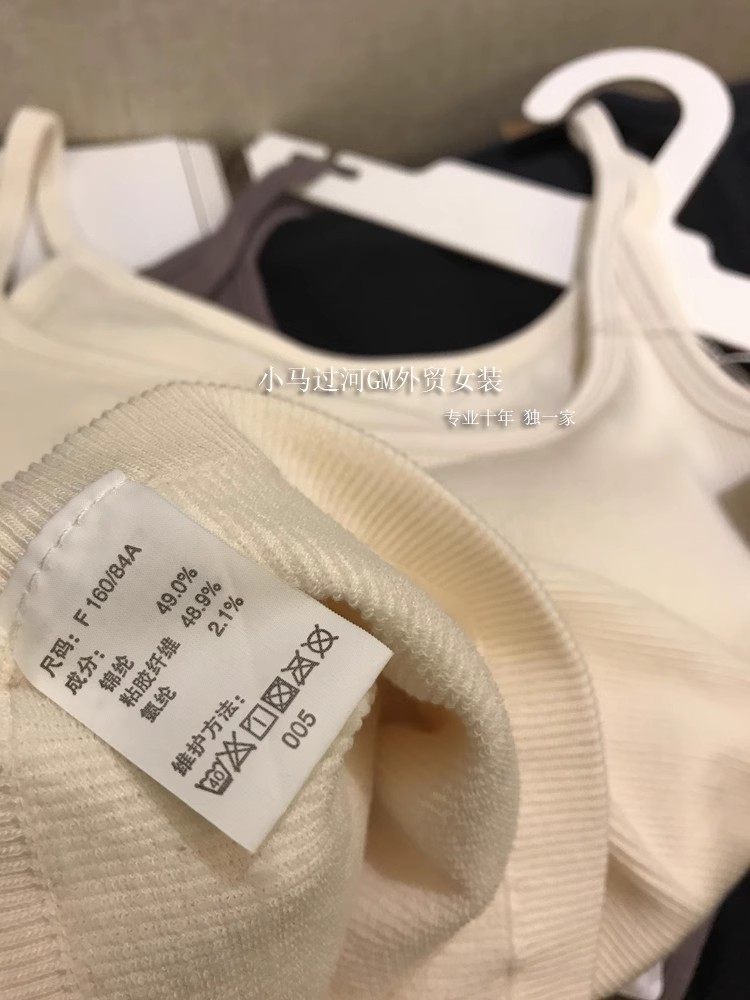 小马过河GM外贸女装
专业十年 独一家
尺码：F 160/84A
成分：
锦纶 49.0%
粘胶纤维 48.9%
氨纶 2.1%
维护方法：
40
005